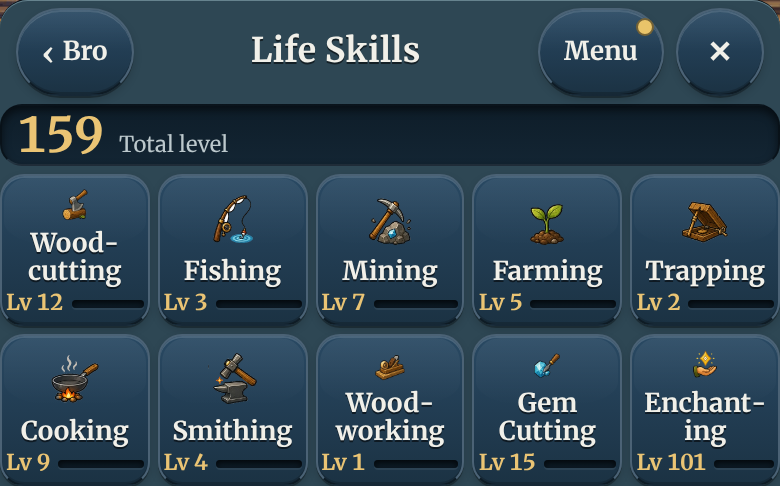 ‹ Bro
Life Skills
Menu
×
159 Total level
Wood-
cutting
Lv 12
Fishing
Lv 3
Mining
Lv 7
Farming
Lv 5
Trapping
Lv 2
Cooking
Lv 9
Smithing
Lv 4
Wood-
working
Lv 1
Gem
Cutting
Lv 15
Enchant-
ing
Lv 101